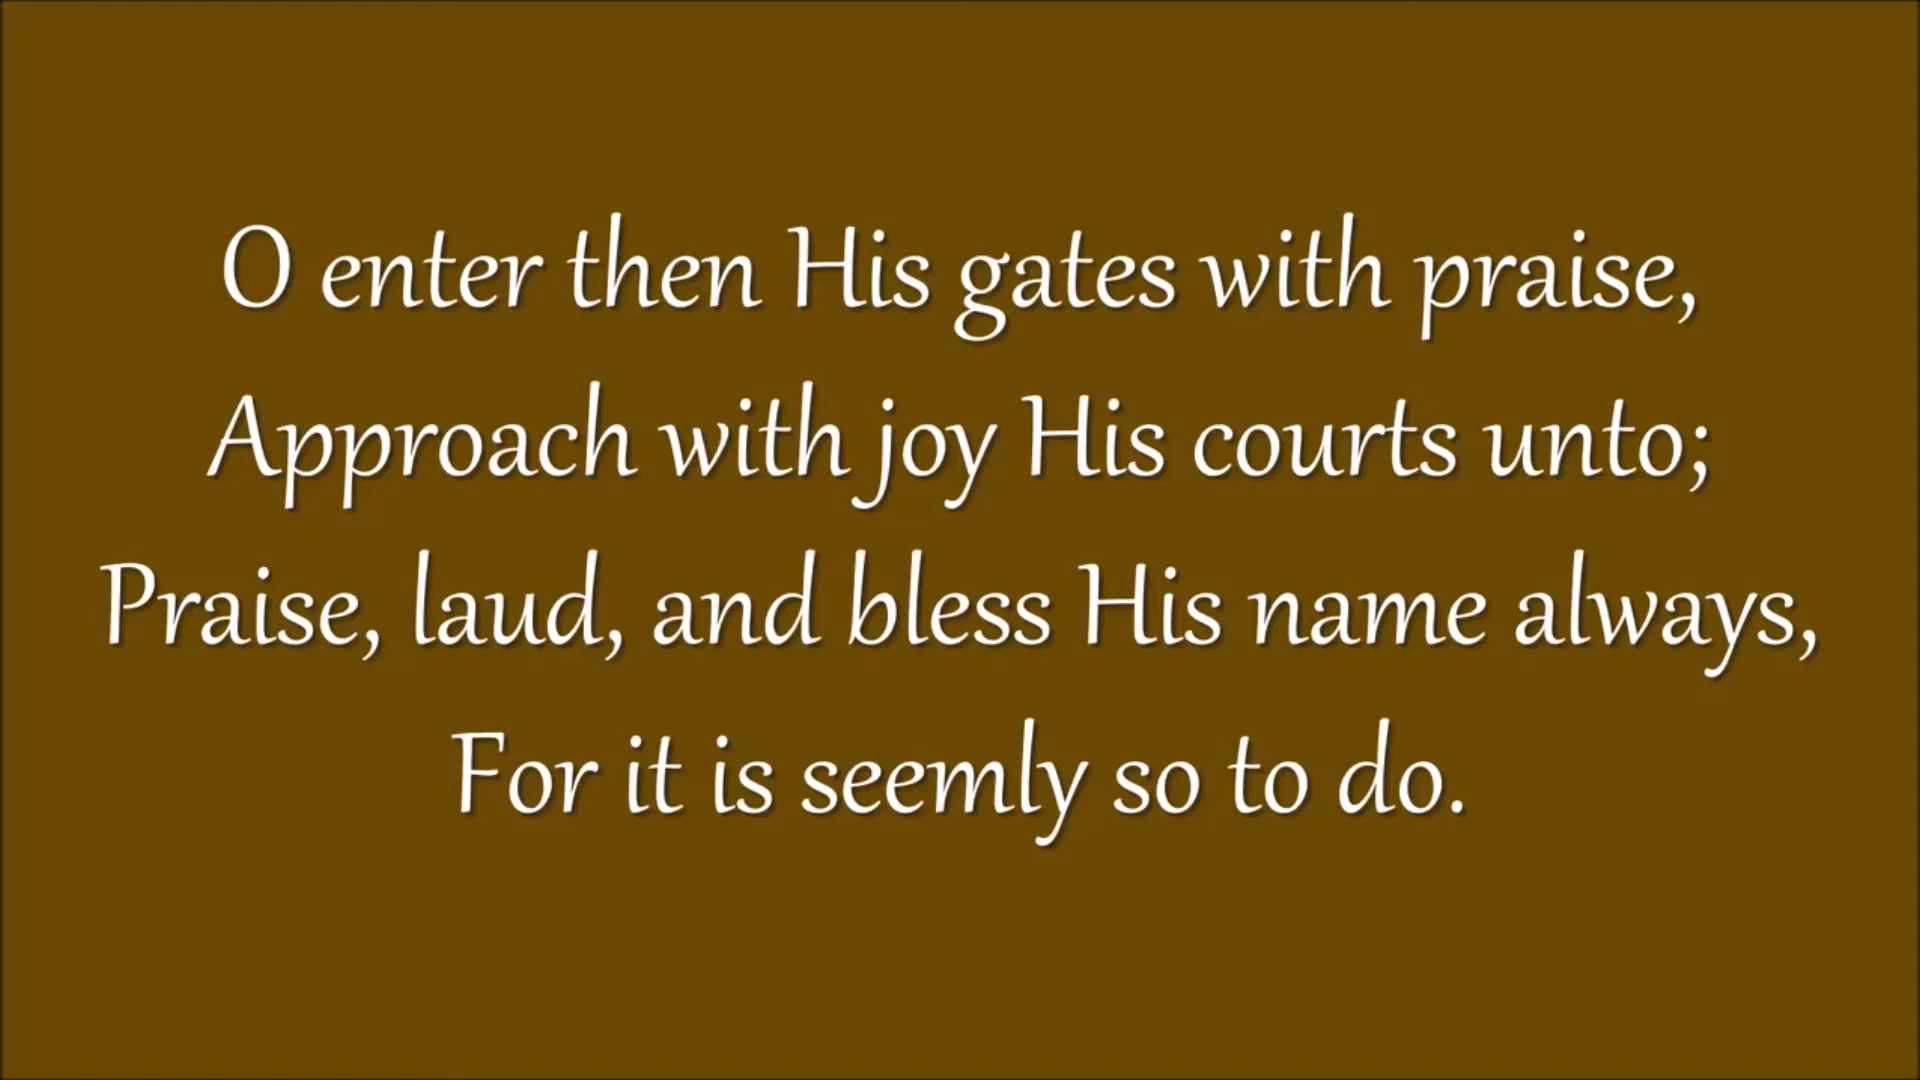 O enter then His gates with praise,
Approach with joy His courts unto;
Praise, laud, and bless His name always,
For it is seemly so to do.